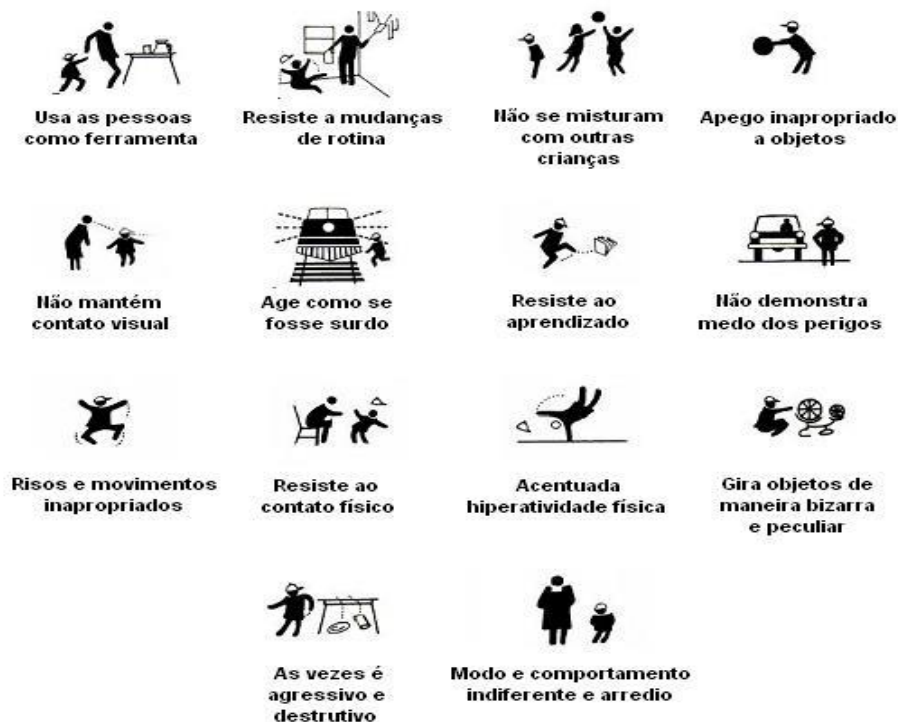 Usa as pessoas
como ferramenta
Resiste a mudanças
de rotina
Não se misturam
com outras
crianças
Apego inapropriado
a objetos
Não mantém
contato visual
Age como se
fosse surdo
Resiste ao
aprendizado
Não demonstra
medo dos perigos
Risos e movimentos
inapropriados
Resiste ao
contato físico
Acentuada
hiperatividade física
Gira objetos de
maneira bizarra
e peculiar
As vezes é
agressivo e
destrutivo
Modo e comportamento
indiferente e arredio